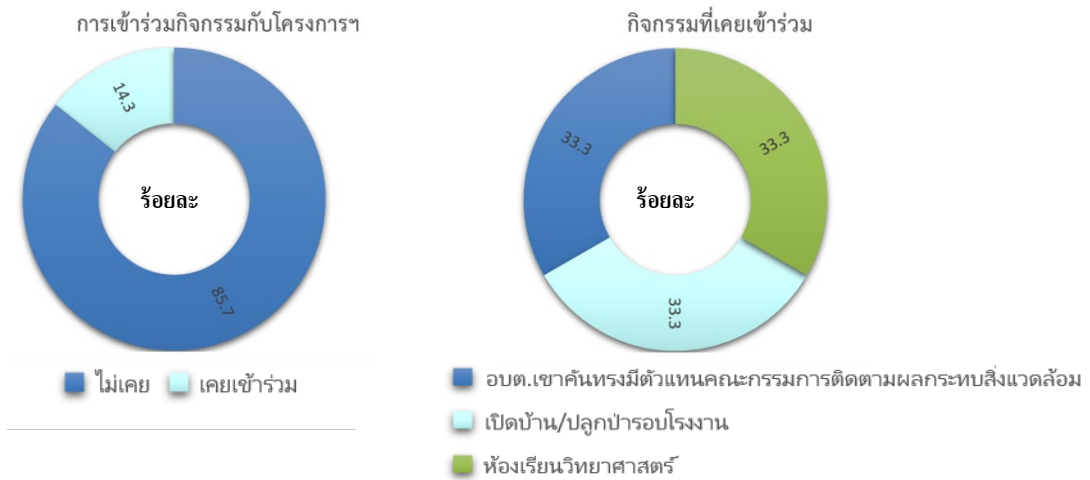 การเข้าร่วมกิจกรรมกับโครงการฯ
14.3
ร้อยละ
85.7
ไม่เคย เคยเข้าร่วม
กิจกรรมที่เคยเข้าร่วม
33.3
33.3
ร้อยละ
33.3
อบต.เขาคันทรงมีตัวแทนคณะกรรมการติดตามผลกระทบสิ่งแวดล้อม
เปิดบ้าน/ปลูกป่ารอบโรงงาน
ห้องเรียนวิทยาศาสตร์